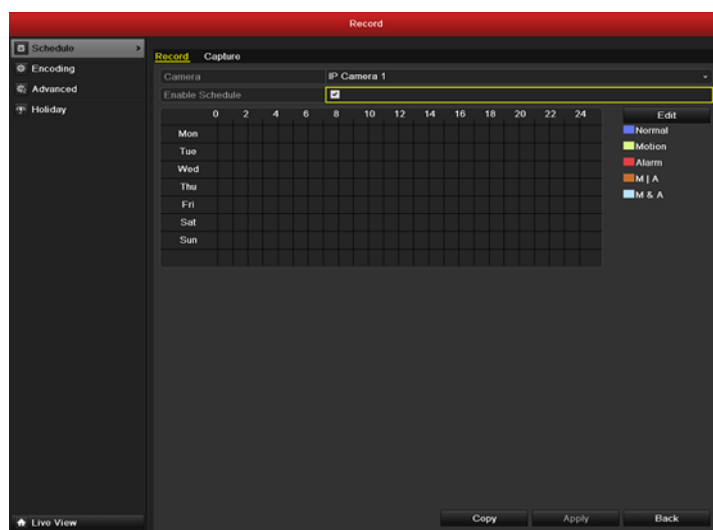 Record
Schedule
Encoding
Advanced
Holiday
Live View
Record Capture
Camera IP Camera 1
Enable Schedule
0 2 4 6 8 10 12 14 16 18 20 22 24
Mon
Tue
Wed
Thu
Fri
Sat
Sun
Edit
Normal
Motion
Alarm
M | A
M & A
Copy Apply Back